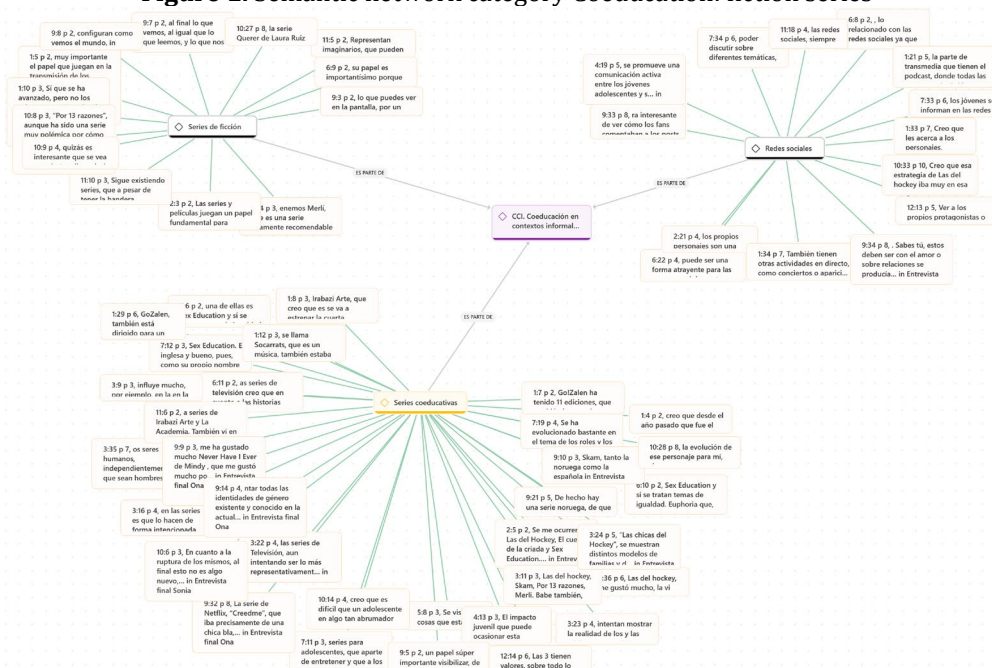 9:8 p 2, configuran como
vemos el mundo. in
9:7 p 2, al final lo que
vemos, al igual que lo
que leemos, y lo que nos
10:27 p 8, la serie
Querer de Laura Ruiz
11:5 p 2, Representan
imaginarios, que pueden
1:5 p 2, muy importante
el papel que juegan en la
transmisión de los
6:9 p 2, su papel es
importantísimo porque
1:10 p 3, Sí que se ha
avanzado, pero no los
9:3 p 2, lo que puedes ver
en la pantalla, por un
10:8 p 3, "Por 13 razones",
aunque ha sido una serie
muy polémica por cómo
Series de ficción
10:9 p 4, quizás es
interesante que se vea
11:10 p 3, Sigue existiendo
series, que a pesar de
tener la bandera
2:3 p 2, Las series y
películas juegan un papel
fundamental para
4 p 3, enemos Merlí,
e es una serie
amente recomendable
7:34 p 6, poder
discutir sobre
diferentes temáticas,
11:18 p 4, las redes
sociales, siempre
6:8 p 2, , lo
relacionado con las
redes sociales ya que
4:19 p 5, se promueve una
comunicación activa
entre los jóvenes
adolescentes y s... in
1:21 p 5, la parte de
transmedia que tienen el
podcast, donde todas las
9:33 p 8, ra interesante
de ver cómo los fans
comentaban a los posts
7:33 p 6, los jóvenes s
informan en las redes
1:33 p 7, Creo que
les acerca a los
personajes.
Redes sociales
10:33 p 10, Creo que esa
estrategia de Las del
hockey iba muy en esa
12:13 p 5, Ver a los
propios protagonistas o
2:21 p 4, los propios
personajes son una
6:22 p 4, puede ser una
forma atrayente para las
1:34 p 7, También tienen
otras actividades en directo,
como conciertos o aparici...
9:34 p 8, . Sabes tú, estos
deben ser con el amor o
sobre relaciones se
producía... in Entrevista
ES PARTE DE
ES PARTE DE
CCI. Coeducación en
contextos informal...
ES PARTE DE
1:29 p 6, GoZalen,
también está
dirigido para un
6 p 2, una de ellas es
ex Education y si se
1:8 p 3, Irabazi Arte, que
creo que es se va a
estrenar la cuarta
1:12 p 3, se llama
Socarrats, que es un
música. también estaba
7:12 p 3, Sex Education. E
inglesa y bueno, pues,
como su propio nombre
3:9 p 3, influye mucho,
por ejemplo, en la en la
6:11 p 2, as series de
televisión creo que en
historias
Series coeducativas
11:6 p 2, a series de
Irabazi Arte y La
Academia. También vi en
3:35 p 7, os seres
humanos,
independienteme
que sean hombres
9:9 p 3, me ha gustado
mucho Never Have I Ever
de Mindy , que me gustó
mucho po... in Entrevista
final Ona
9:14 p 4, ntar todas las
identidades de género
existente y conocido en la
actual... in Entrevista final
Ona
3:16 p 4, en las series
es que lo hacen de
forma intencionada
10:6 p 3, En cuanto a la
ruptura de los mismos, al
final esto no es algo
nuevo,... in Entrevista
final Sonia
3:22 p 4, las series de
Televisión, aun
intentando ser lo más
representativament... in
9:32 p 8, La serie de
Netflix, "Creedme", que
iba precisamente de una
chica bla,... in Entrevista
final Ona
10:14 p 4, creo que es
difícil que un adolescente
en algo tan abrumador
7:11 p 3, series para
adolescentes, que aparte
de entretener y que a los
5:8 p 3, Se vis
cosas que est
9:5 p 2, un papel súper
importante visibilizar, de
4:13 p 3, El impacto
juvenil que puede
ocasionar esta
12:14 p 6, Las 3 tienen
valores, sobre todo lo
1:7 p 2, Go!Zalen ha
tenido 11 ediciones, que
1:4 p 2, creo que desde el
año pasado que fue el
7:19 p 4, Se ha
evolucionado bastante en
el tema de los roles y los
10:28 p 8, la evolución de
ese personaje para mí,
9:10 p 3, Skam, tanto la
noruega como la
española in Entrevista
6:10 p 2, Sex Education y
si se tratan temas de
igualdad. Euphoria que,
9:21 p 5, De hecho hay
una serie noruega, de que
2:5 p 2, Se me ocurren
Las del Hockey, El cue
de la criada y Sex
Education.... in Entrev
3:24 p 5, "Las chicas del
Hockey", se muestran
distintos modelos de
familias y d... in Entrevista
3:11 p 3, Las del hockey,
Skam, Por 13 razones,
Merlí. Babe también,
:36 p 6, Las del hockey,
ne gustó mucho, la vi
3:23 p 4, intentan mostrar
la realidad de los y las